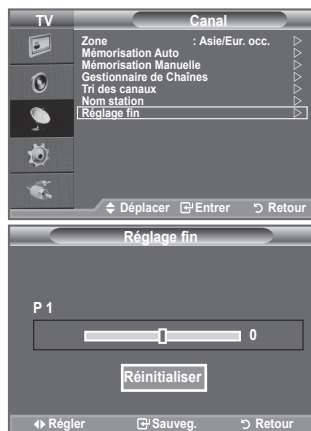 TV Canal
Zone : Asie/Eur. occ.
Mémorisation Auto
Mémorisation Manuelle
Gestionnaire de Chaînes
Tri des canaux
Nom station
Réglage fin
Déplacer Entrer Retour
Réglage fin
P 1
0
Réinitialiser
Régler Sauveg. Retour